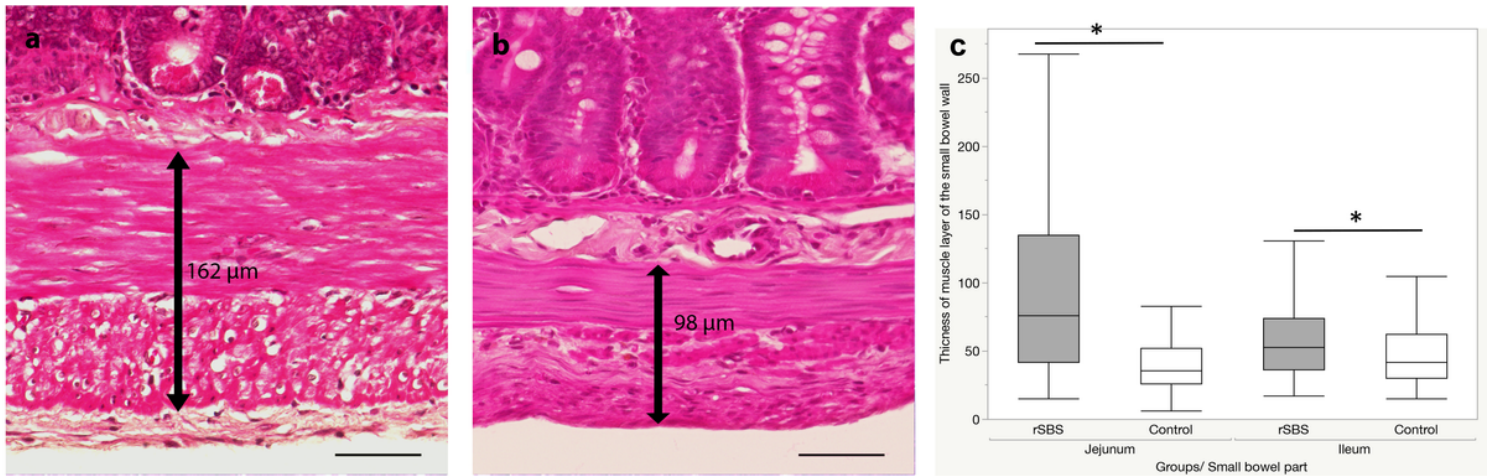 a
162 µm
b
98 µm
c
*
*
Thicness of muscle layer of the small bowel wall
250
200
150
100
50
0
rSBS
Control
rSBS
Control
Jejunum
Ileum
Groups/ Small bowel part